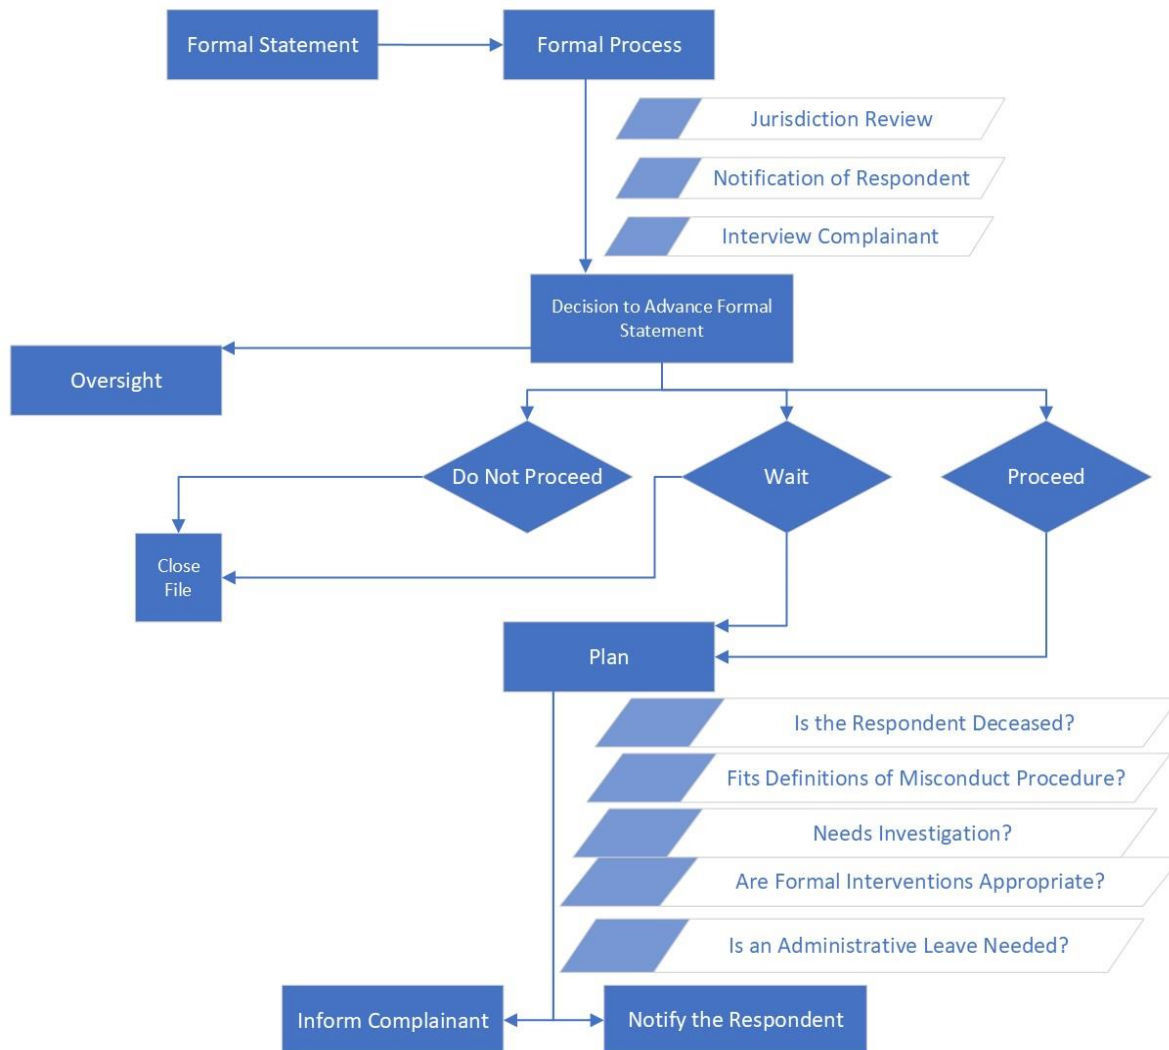 Formal Statement
Formal Process
Jurisdiction Review
Notification of Respondent
Interview Complainant
Decision to Advance Formal
Statement
Oversight
Do Not Proceed
Wait
Proceed
Close
File
Plan
Is the Respondent Deceased?
Fits Definitions of Misconduct Procedure?
Needs Investigation?
Are Formal Interventions Appropriate?
Is an Administrative Leave Needed?
Inform Complainant
Notify the Respondent